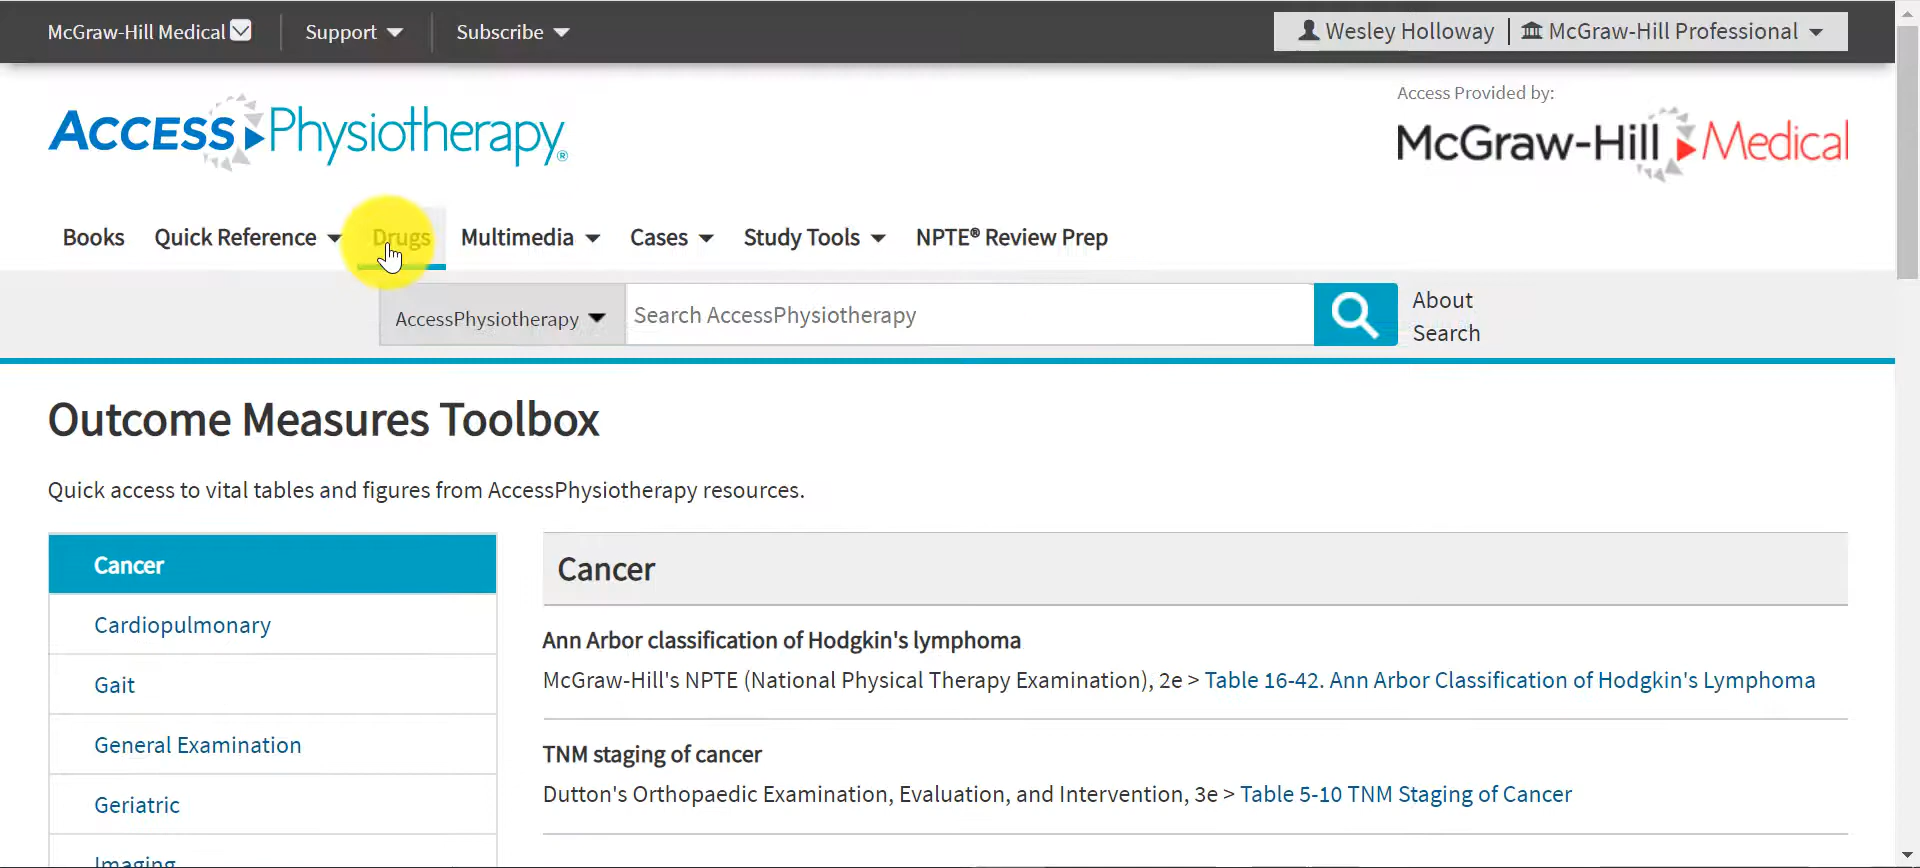 McGraw-Hill Medical Support Subscribe Wesley Holloway McGraw-Hill Professional
ACCESS Physiotherapy®
Access Provided by:
McGraw-Hill Medical
Books Quick Reference Drugs Multimedia Cases Study Tools NPTE® Review Prep
AccessPhysiotherapy Search AccessPhysiotherapy
About
Search
Outcome Measures Toolbox
Quick access to vital tables and figures from AccessPhysiotherapy resources.
Cancer
Cardiopulmonary
Gait
General Examination
Geriatric
Imaging
Cancer
Ann Arbor classification of Hodgkin's lymphoma
McGraw-Hill's NPTE (National Physical Therapy Examination), 2e > Table 16-42. Ann Arbor Classification of Hodgkin's Lymphoma
TNM staging of cancer
Dutton's Orthopaedic Examination, Evaluation, and Intervention, 3e > Table 5-10 TNM Staging of Cancer